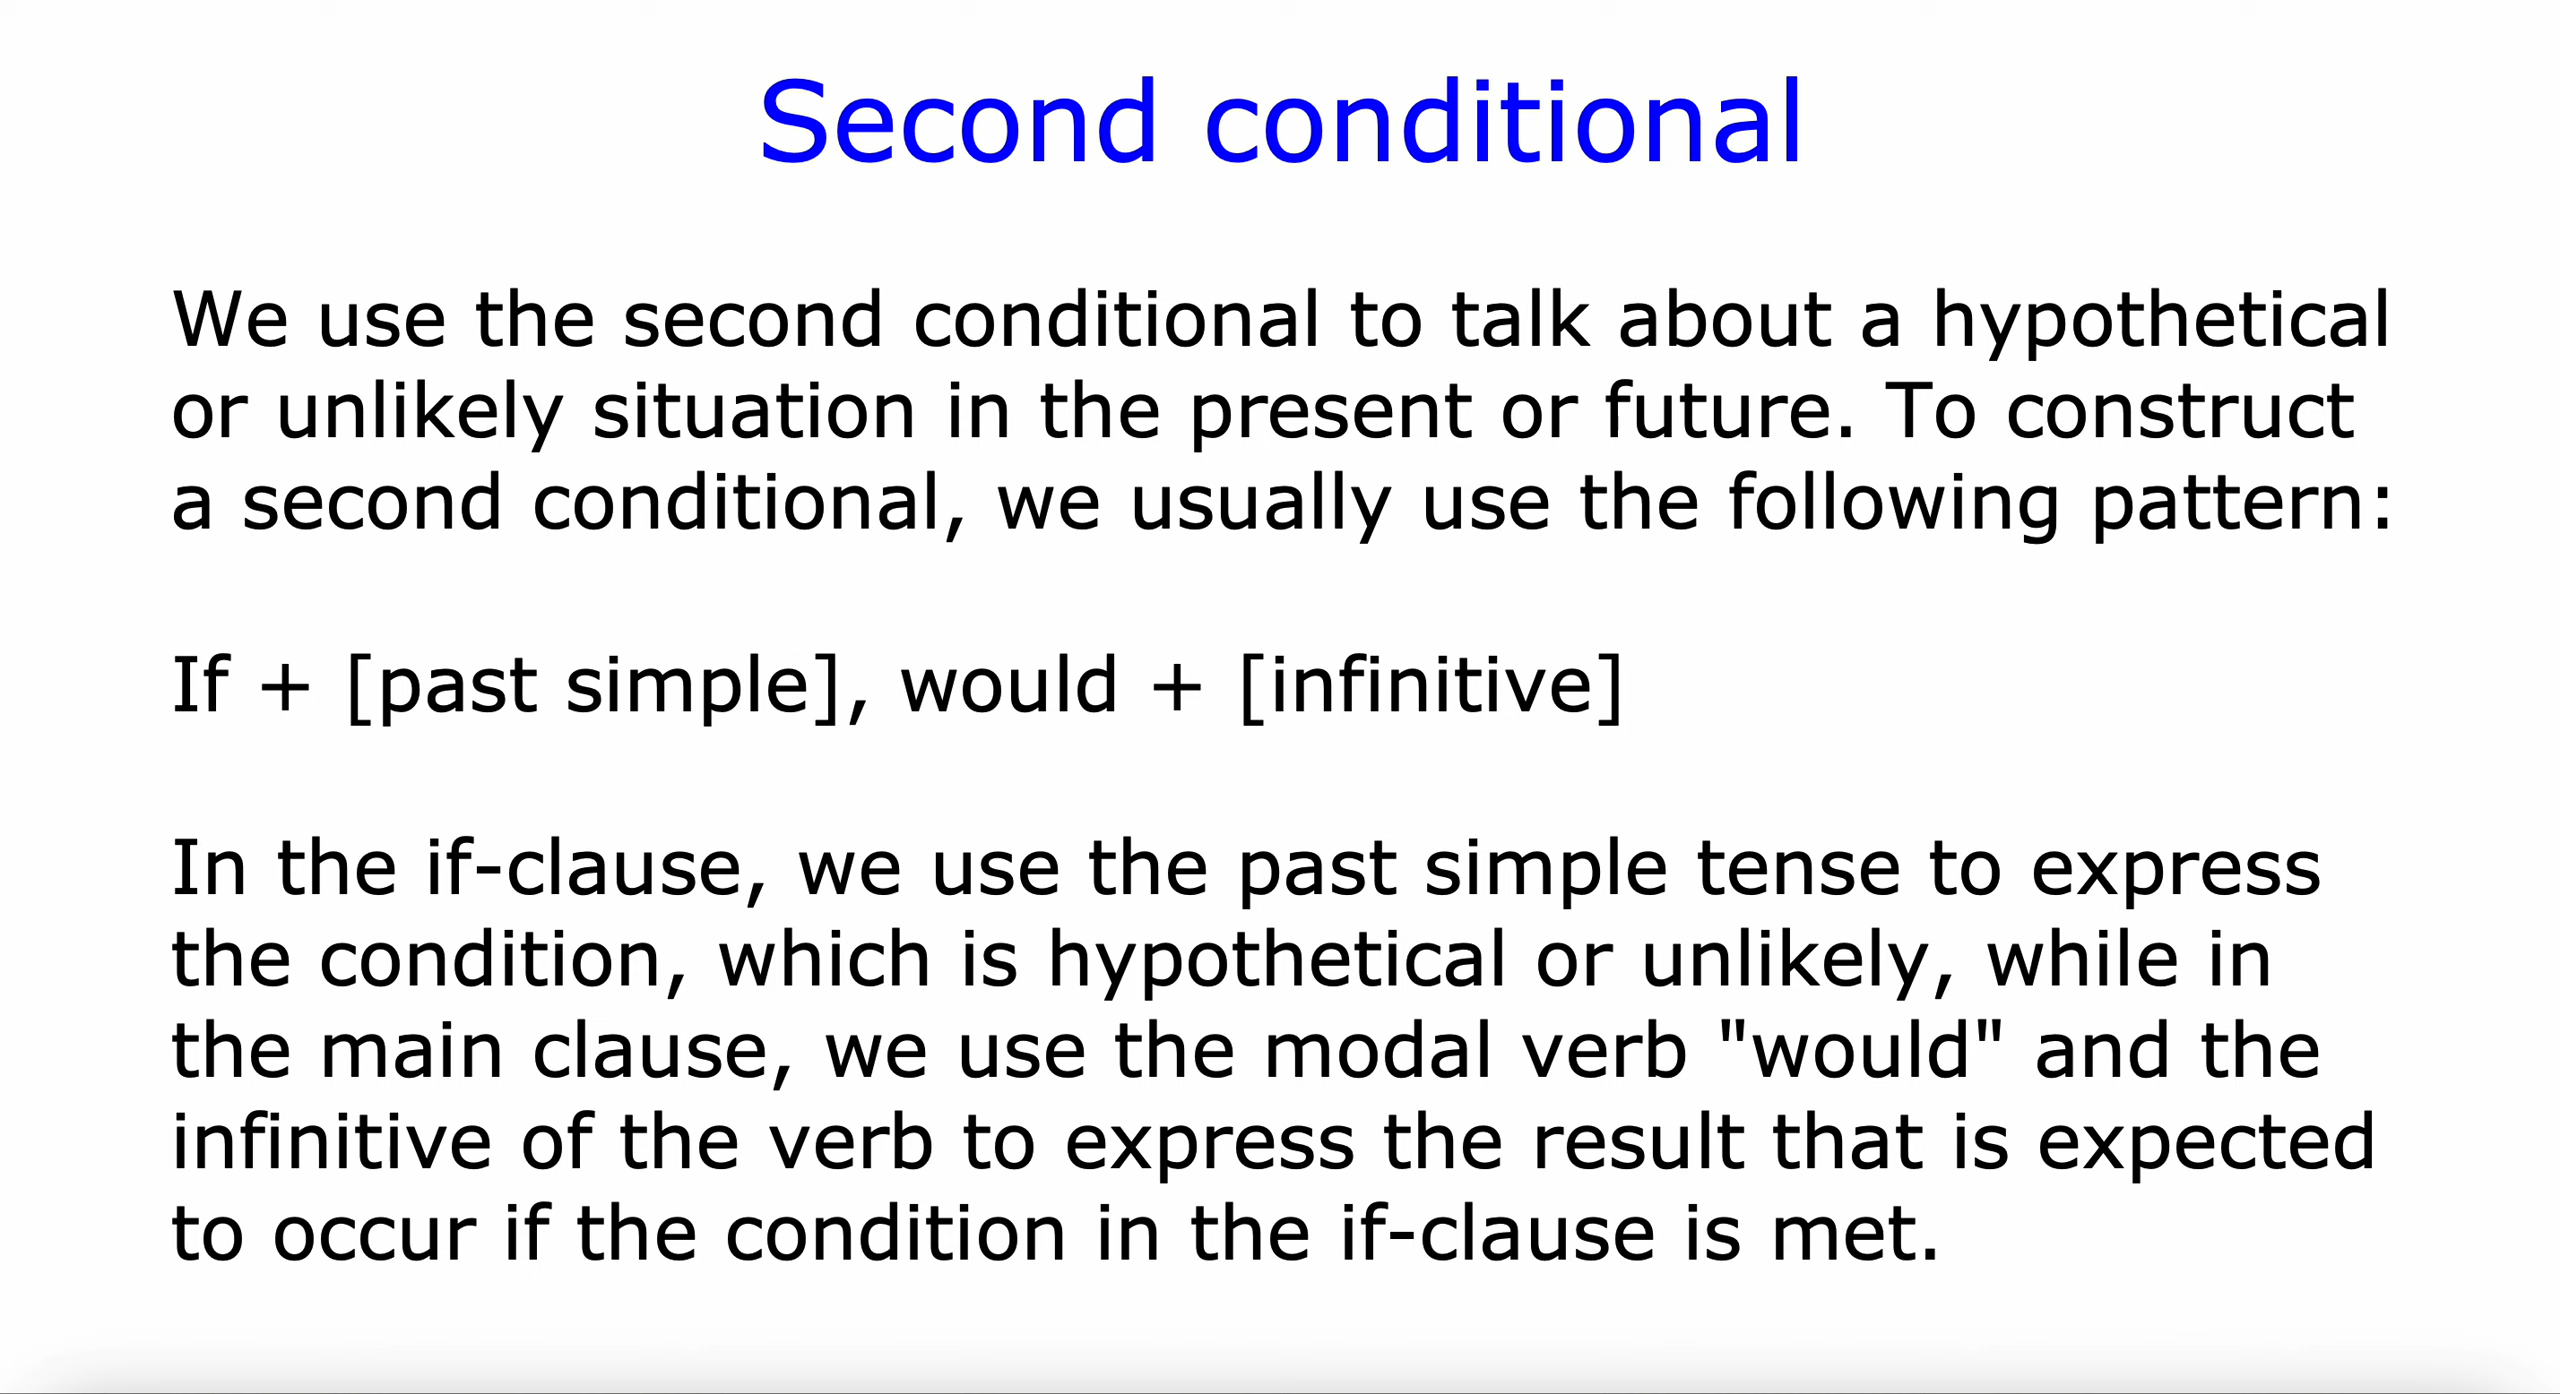 Second conditional
We use the second conditional to talk about a hypothetical
or unlikely situation in the present or future. To construct
a second conditional, we usually use the following pattern:
If + [past simple], would + [infinitive]
In the if-clause, we use the past simple tense to express
the condition, which is hypothetical or unlikely, while in
the main clause, we use the modal verb "would" and the
infinitive of the verb to express the result that is expected
to occur if the condition in the if-clause is met.